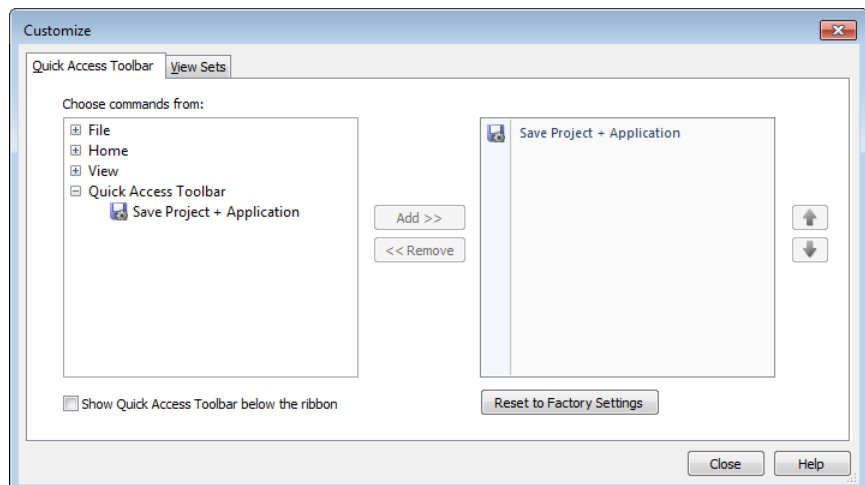 Customize
Quick Access Toolbar
View Sets
Choose commands from:
File
Home
View
Quick Access Toolbar
Save Project + Application
Add >>
<< Remove
Save Project + Application
Show Quick Access Toolbar below the ribbon
Reset to Factory Settings
Close
Help